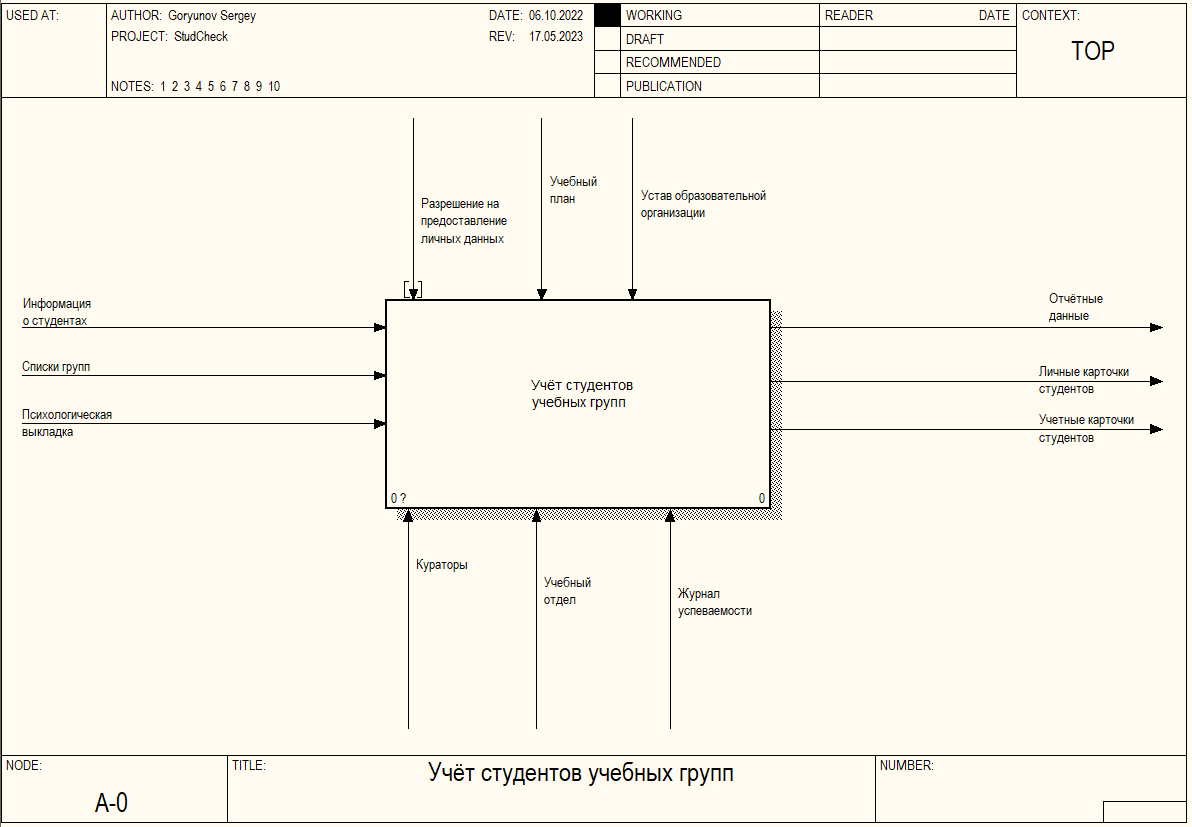 USED AT:
AUTHOR: Goryunov Sergey
DATE: 06.10.2022
PROJECT: StudCheck
REV: 17.05.2023
NOTES: 1 2 3 4 5 6 7 8 9 10
WORKING
DRAFT
RECOMMENDED
PUBLICATION
READER
DATE
CONTEXT:
TOP
Разрешение на
предоставление
личных данных
Учебный
план
Устав образовательной
организации
Информация
о студентах
Списки групп
Психологическая
выкладка
Учёт студентов
учебных групп
0 ?
0
Отчётные
данные
Личные карточки
студентов
Учетные карточки
студентов
Кураторы
Учебный
отдел
Журнал
успеваемости
NODE:
A-0
TITLE:
Учёт студентов учебных групп
NUMBER: